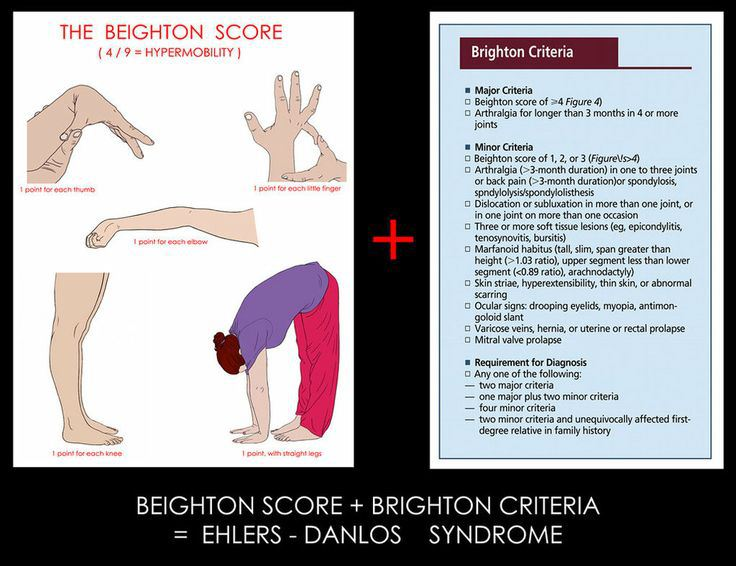 THE BEIGHTON SCORE
( 4 / 9 = HYPERMOBILITY )
1 point for each thumb
1 point for each little finger
1 point for each elbow
1 point for each knee
1 point, with straight legs
+
Brighton Criteria
■ Major Criteria
□ Beighton score of ⩾4 Figure 4)
□ Arthralgia for longer than 3 months in 4 or more
joints
■ Minor Criteria
□ Beighton score of 1, 2, or 3 (Figure\ls>4)
□ Arthralgia (>3-month duration) in one to three joints
or back pain (>3-month duration)or spondylosis,
spndylolysis/spondylolisthesis
□ Dislocation or subluxation in more than one joint, or
in one joint on more than one occasion
□ Three or more soft tissue lesions (eg, epicondylitis,
tenosynovitis, bursitis)
□ Marfanoid habitus (tall, slim, span greater than
height (>1.03 ratio), upper segment less than lower
segment (<0.89 ratio), arachnodactyly)
□ Skin striae, hyperextensibility, thin skin, or abnormal
scarring
□ Ocular signs: drooping eyelids, myopia, antimon-
goloid slant
□ Varicose veins, hernia, or uterine or rectal prolapse
□ Mitral valve prolapse
■ Requirement for Diagnosis
□ Any one of the following:
— two major criteria
— one major plus two minor criteria
— four minor criteria
— two minor criteria and unequivocally affected first-
degree relative in family history
BEIGHTON SCORE + BRIGHTON CRITERIA
= EHLERS - DANLOS SYNDROME